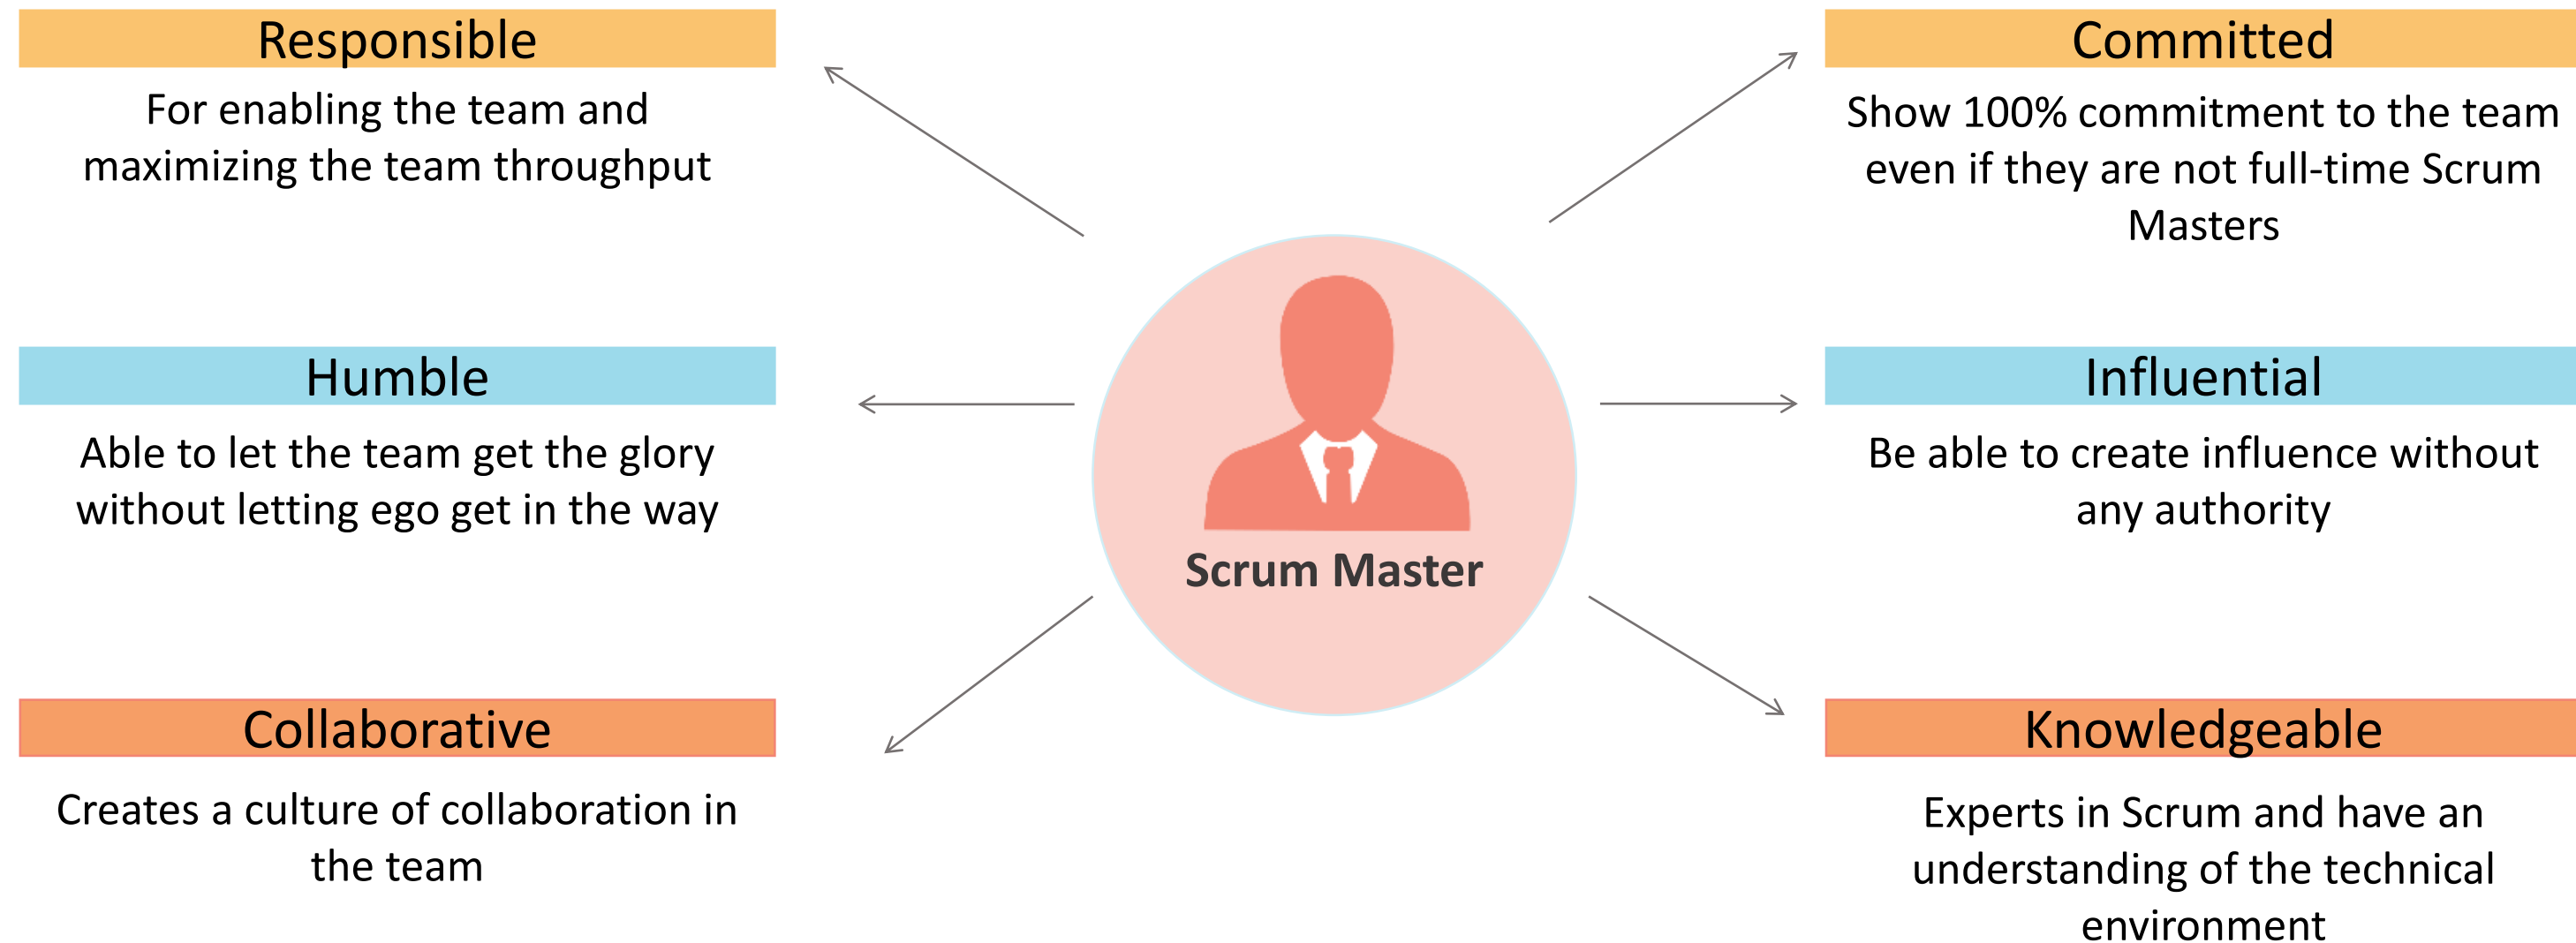 Responsible
For enabling the team and
maximizing the team throughput
Humble
Able to let the team get the glory
without letting ego get in the way
Collaborative
Creates a culture of collaboration in
the team
Scrum Master
Committed
Show 100% commitment to the team
even if they are not full-time Scrum
Masters
Influential
Be able to create influence without
any authority
Knowledgeable
Experts in Scrum and have an
understanding of the technical
environment